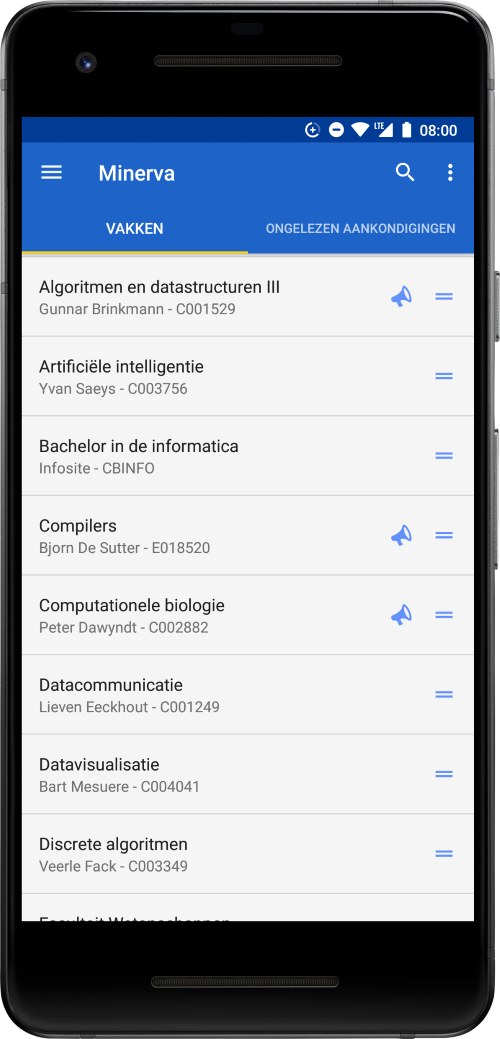 LTE 08:00
Minerva
VAKKEN ONGELEZEN AANKONDIGINGEN
Algoritmen en datastructuren III
Gunnar Brinkmann - C001529
Artificiële intelligentie
Yvan Saeys - C003756
Bachelor in de informatica
Infosite - CBINFO
Compilers
Bjorn De Sutter - E018520
Computationele biologie
Peter Dawyndt - C002882
Datacommunicatie
Lieven Eeckhout - C001249
Datavisualisatie
Bart Mesuere - C004041
Discrete algoritmen
Veerle Fack - C003349